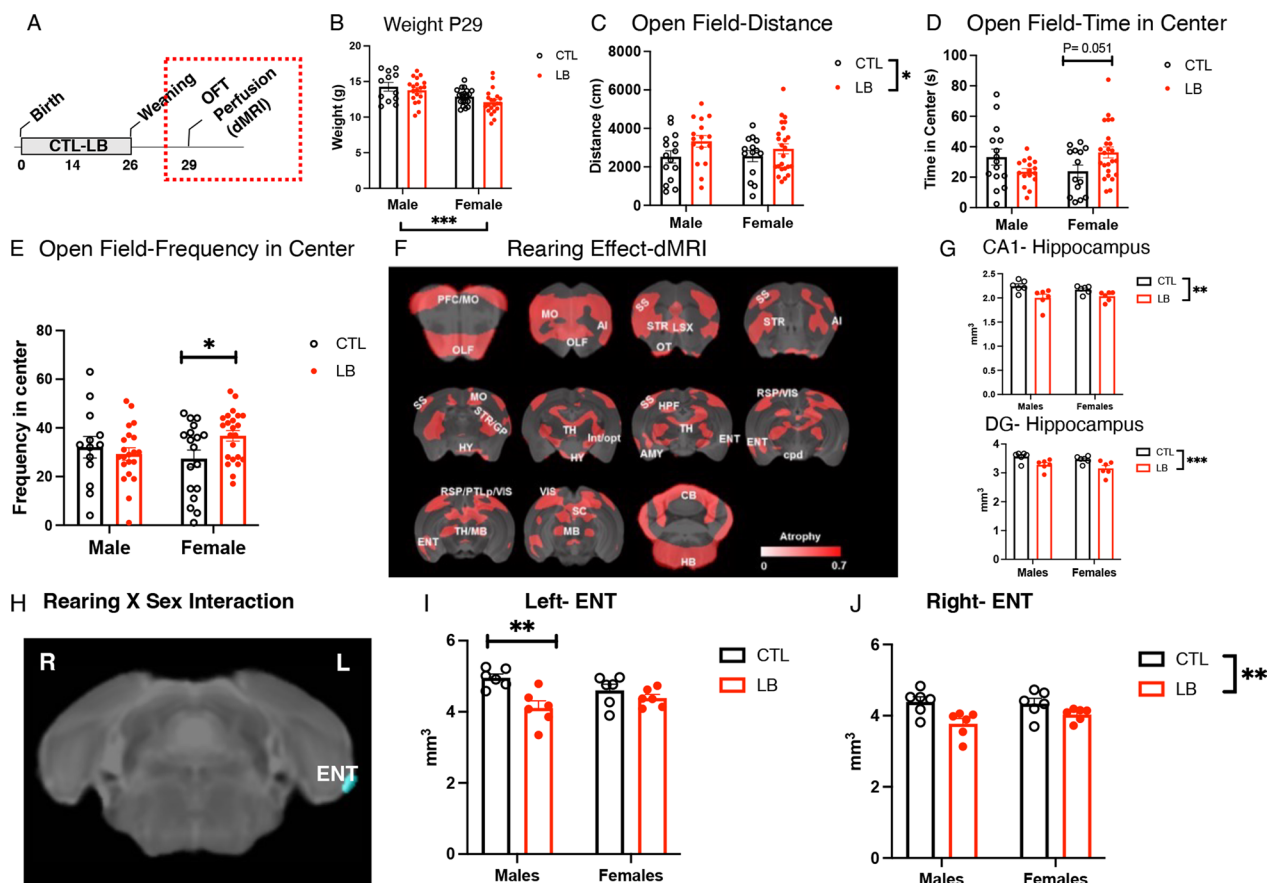 A
Birth
Weaning
OFT
Perfusion
(dMRI)
CTL-LB
0 14 26 29
B Weight P29
Weight (g)
20
15
10
5
0
CTL
LB
Male Female
***
C Open Field-Distance
Distance (cm)
8000
6000
4000
2000
0
CTL
LB
*
Male Female
D Open Field-Time in Center
Time in Center (s)
100
80
60
40
20
0
P= 0.051
CTL
LB
Male Female
E Open Field-Frequency in Center
Frequency in center
80
60
40
20
0
*
CTL
LB
Male Female
F Rearing Effect-dMRI
PFC/MO
OLF
MO
AI
OLF
SS
STR LSX
OT
SS
STR
AI
SS
MO
STR/GP
HY
TH
Int/opt
HY
SS
HPF
TH
ENT
AMY
RSP/VIS
ENT
cpd
RSP/PTLp/VIS
TH/MB
ENT
VIS
SC
MB
CB
HB
Atrophy
0 0.7
G CA1- Hippocampus
mm³
2.5
2.0
1.5
1.0
0.5
0.0
CTL
LB
**
Males Females
DG- Hippocampus
mm³
4
3
2
1
0
CTL
LB
***
Males Females
H Rearing X Sex Interaction
R L
ENT
I Left- ENT
mm³
6
4
2
0
**
CTL
LB
Males Females
J Right- ENT
mm³
6
4
2
0
CTL
LB
**
Males Females